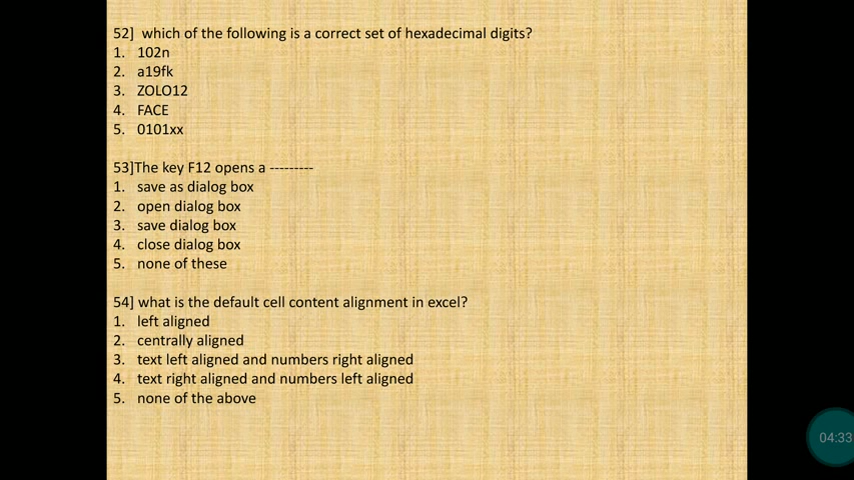 52]  which of the following is a correct set of hexadecimal digits?
1. 102n
2. a19fk
3. ZOLO12
4. FACE
5. 0101xx
53]The key F12 opens a ---------
1. save as dialog box
2. open dialog box
3. save dialog box
4. close dialog box
5. none of these
54] what is the default cell content alignment in excel?
1. left aligned
2. centrally aligned
3. text left aligned and numbers right aligned
4. text right aligned and numbers left aligned
5. none of the above
04:33